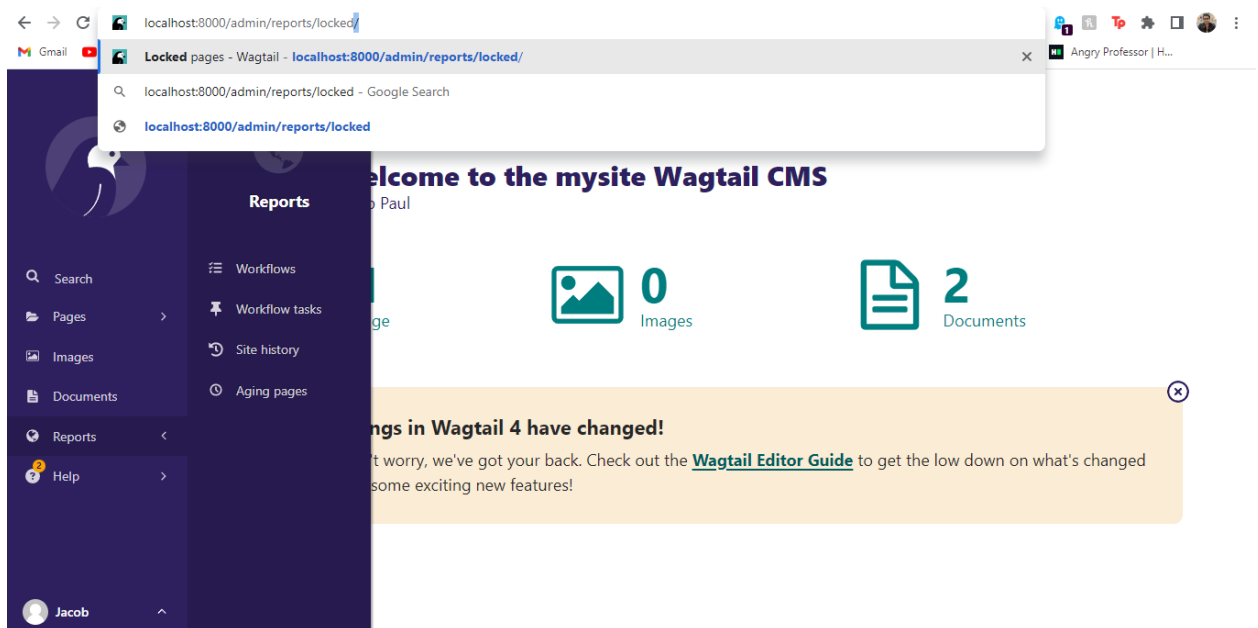 localhost:8000/admin/reports/locked/
Gmail
Locked pages - Wagtail - localhost:8000/admin/reports/locked/
Angry Professor | H...
localhost:8000/admin/reports/locked - Google Search
localhost:8000/admin/reports/locked
1
Tp
Reports
elcome to the mysite Wagtail CMS
Paul
Search
Pages
Images
Documents
Reports
2
? Help
Jacob
Workflows
Workflow tasks
Site history
Aging pages
ge
0
Images
2
Documents
ngs in Wagtail 4 have changed!
't worry, we've got your back. Check out the Wagtail Editor Guide to get the low down on what's changed
some exciting new features!